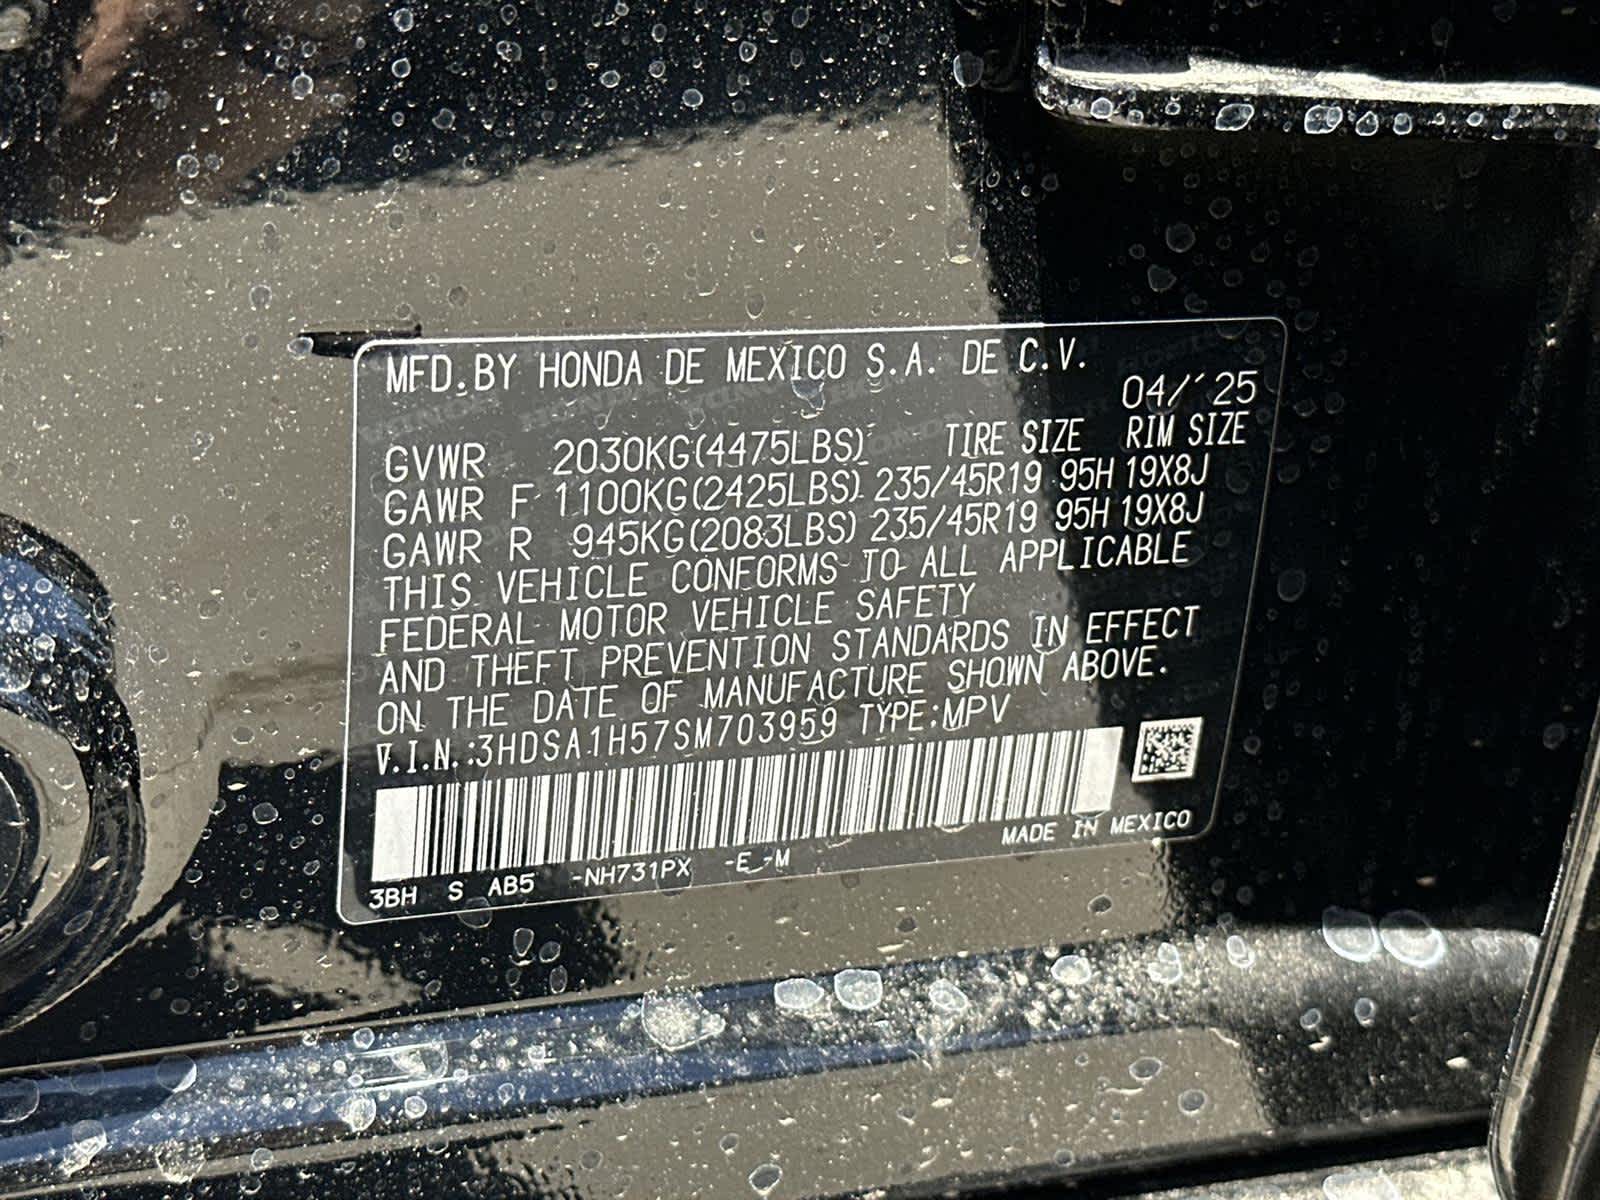 MFD.BY HONDA DE MEXICO S.A. DE C.V.
04/'25
GVWR 2030KG(4475LBS) TIRE SIZE RIM SIZE
GAWR F 1100KG(2425LBS) 235/45R19 95H 19X8J
GAWR R 945KG(2083LBS) 235/45R19 95H 19X8J
THIS VEHICLE CONFORMS TO ALL APPLICABLE
FEDERAL MOTOR VEHICLE SAFETY
AND THEFT PREVENTION STANDARDS IN EFFECT
ON THE DATE OF MANUFACTURE SHOWN ABOVE.
V.I.N.:3HDSA1H57SM703959 TYPE:MPV
MADE IN MEXICO
3BH S AB5 -NH731PX -E -M